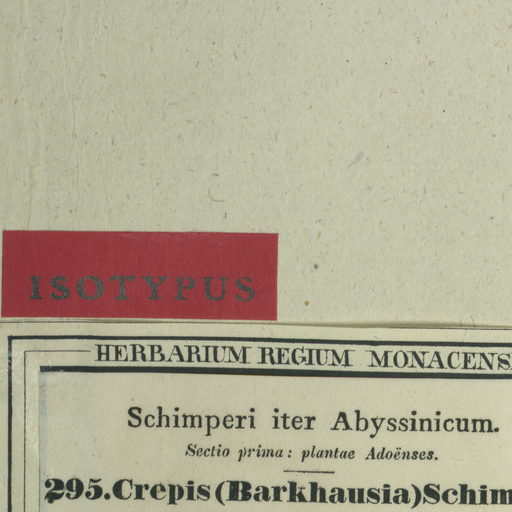 ISOTYPUS
HERBARIUM REGIUM MONACENS
Schimperi iter Abyssinicum.
Sectio prima: plantae Adoënses.
295. Crepis (Barkhausia) Schim